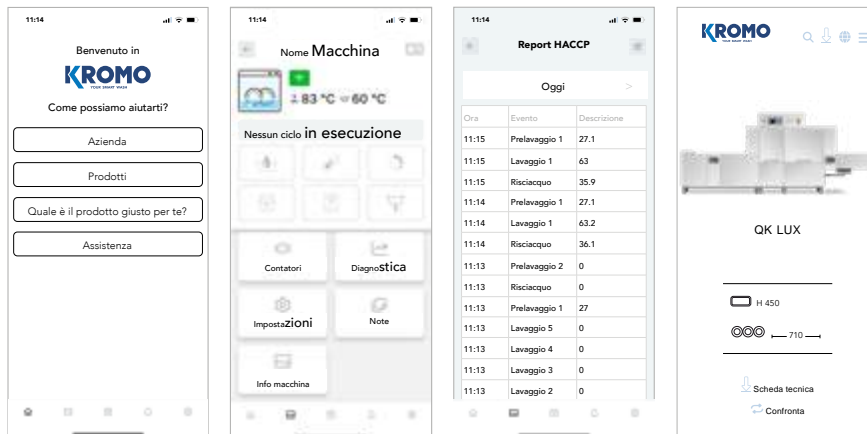 11:14
Benvenuto in
KROMO
YOUR SMART WASH
Come possiamo aiutarti?
Azienda
Prodotti
Quale è il prodotto giusto per te?
Assistenza
11:14
Nome Macchina
83 °C 60 °C
Nessun ciclo in esecuzione
Contatori
Diagnostica
Impostazioni
Note
Info macchina
11:14
Report HACCP
Oggi >
Ora Evento Descrizione
11:15 Prelavaggio 1 27.1
11:15 Lavaggio 1 63
11:15 Risciacquo 35.9
11:14 Prelavaggio 1 27.1
11:14 Lavaggio 1 63.2
11:14 Risciacquo 36.1
11:13 Prelavaggio 2 0
11:13 Risciacquo 0
11:13 Prelavaggio 1 27
11:13 Lavaggio 5 0
11:13 Lavaggio 4 0
11:13 Lavaggio 3 0
11:13 Lavaggio 2 0
KROMO
YOUR SMART WASH
QK LUX
H 450
710
Scheda tecnica
Confronta